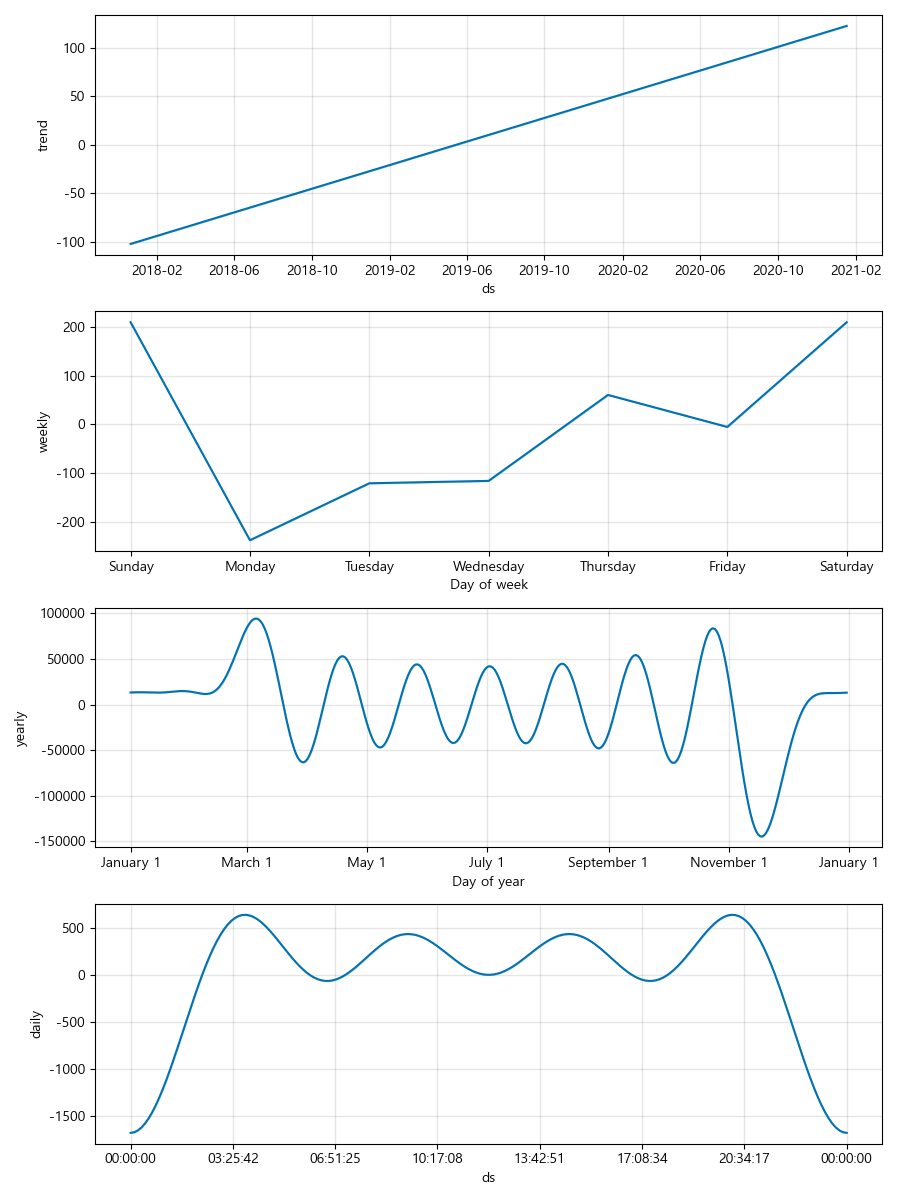 100
50
0
-50
-100
trend
2018-02 2018-06 2018-10 2019-02 2019-06 2019-10 2020-02 2020-06 2020-10 2021-02
ds
200
100
0
-100
-200
weekly
Sunday Monday Tuesday Wednesday Thursday Friday Saturday
Day of week
100000
50000
0
-50000
-100000
-150000
yearly
January 1 March 1 May 1 July 1 September 1 November 1 January 1
Day of year
500
0
-500
-1000
-1500
daily
00:00:00 03:25:42 06:51:25 10:17:08 13:42:51 17:08:34 20:34:17 00:00:00
ds